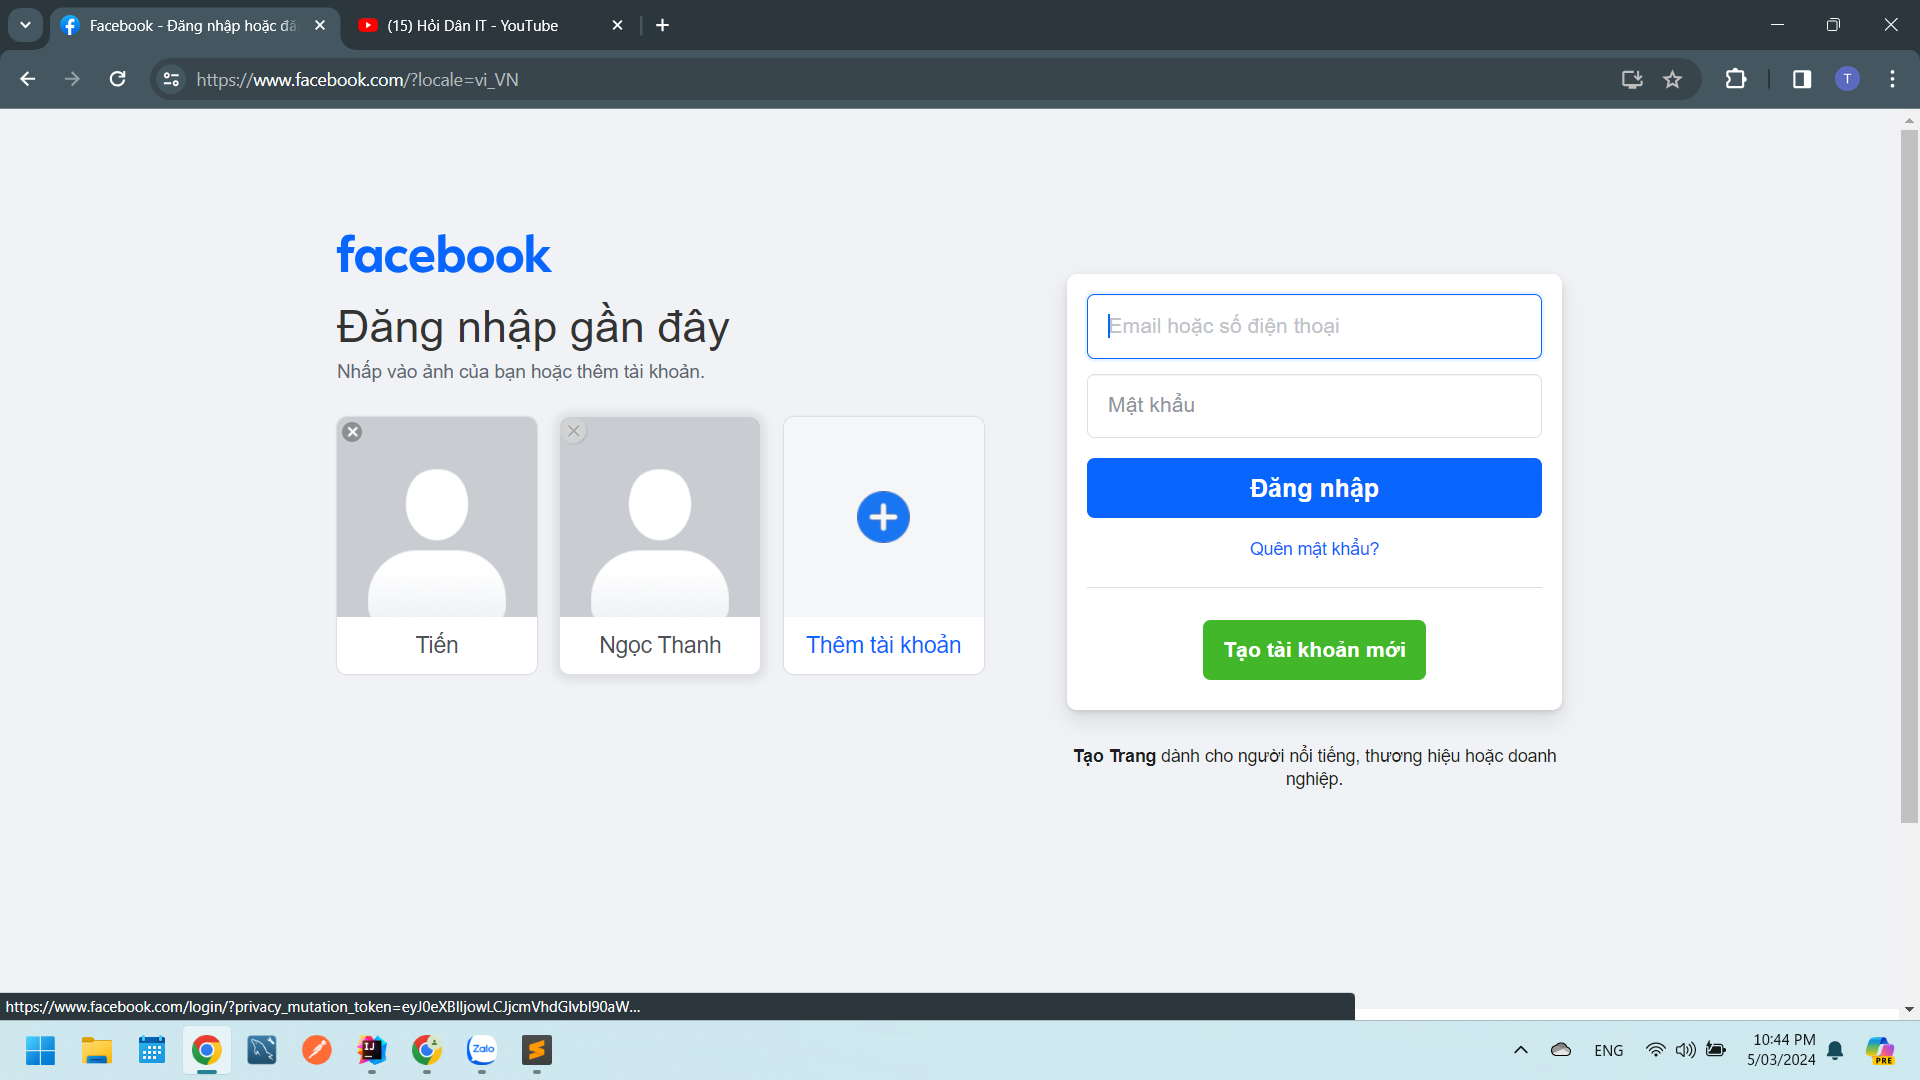 Facebook - Đăng nhập hoặc đă
(15) Hỏi Dân IT - YouTube
https://www.facebook.com/?locale=vi_VN
T
facebook
Đăng nhập gần đây
Nhấp vào ảnh của bạn hoặc thêm tài khoản.
Tiến
Ngọc Thanh
Thêm tài khoản
Email hoặc số điện thoại
Mật khẩu
Đăng nhập
Quên mật khẩu?
Tạo tài khoản mới
Tạo Trang dành cho người nổi tiếng, thương hiệu hoặc doanh
nghiệp.
https://www.facebook.com/login/?privacy_mutation_token=eyJ0eXBlIjowLCJjcmVhdGlvbl90aW...
IJ
Zalo
ENG
10:44 PM
5/03/2024
PRE